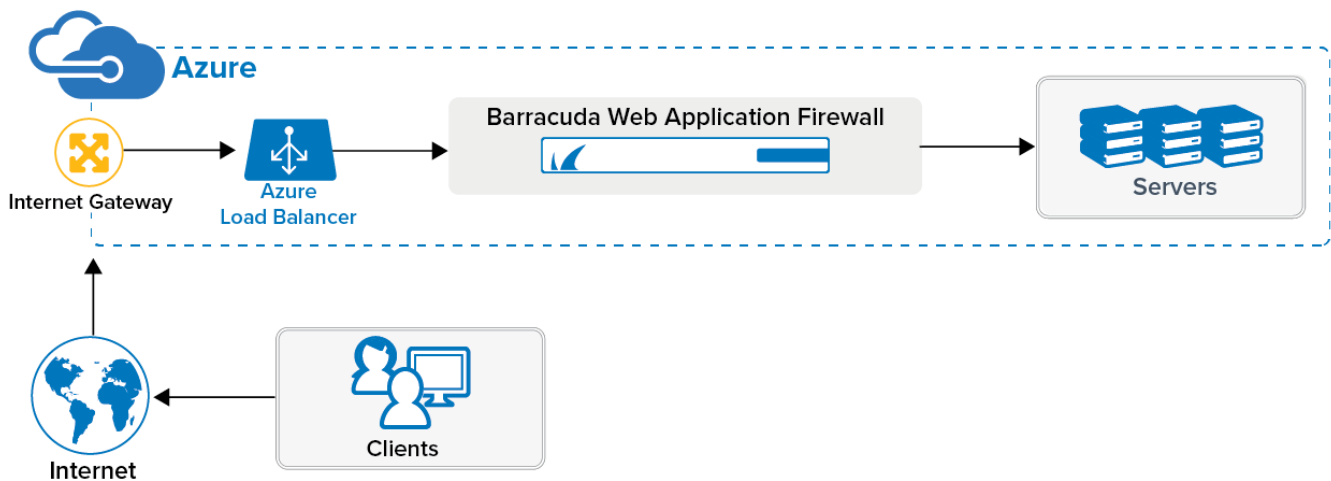 Azure
Barracuda Web Application Firewall
Internet Gateway
Azure
Load Balancer
Servers
Clients
Internet